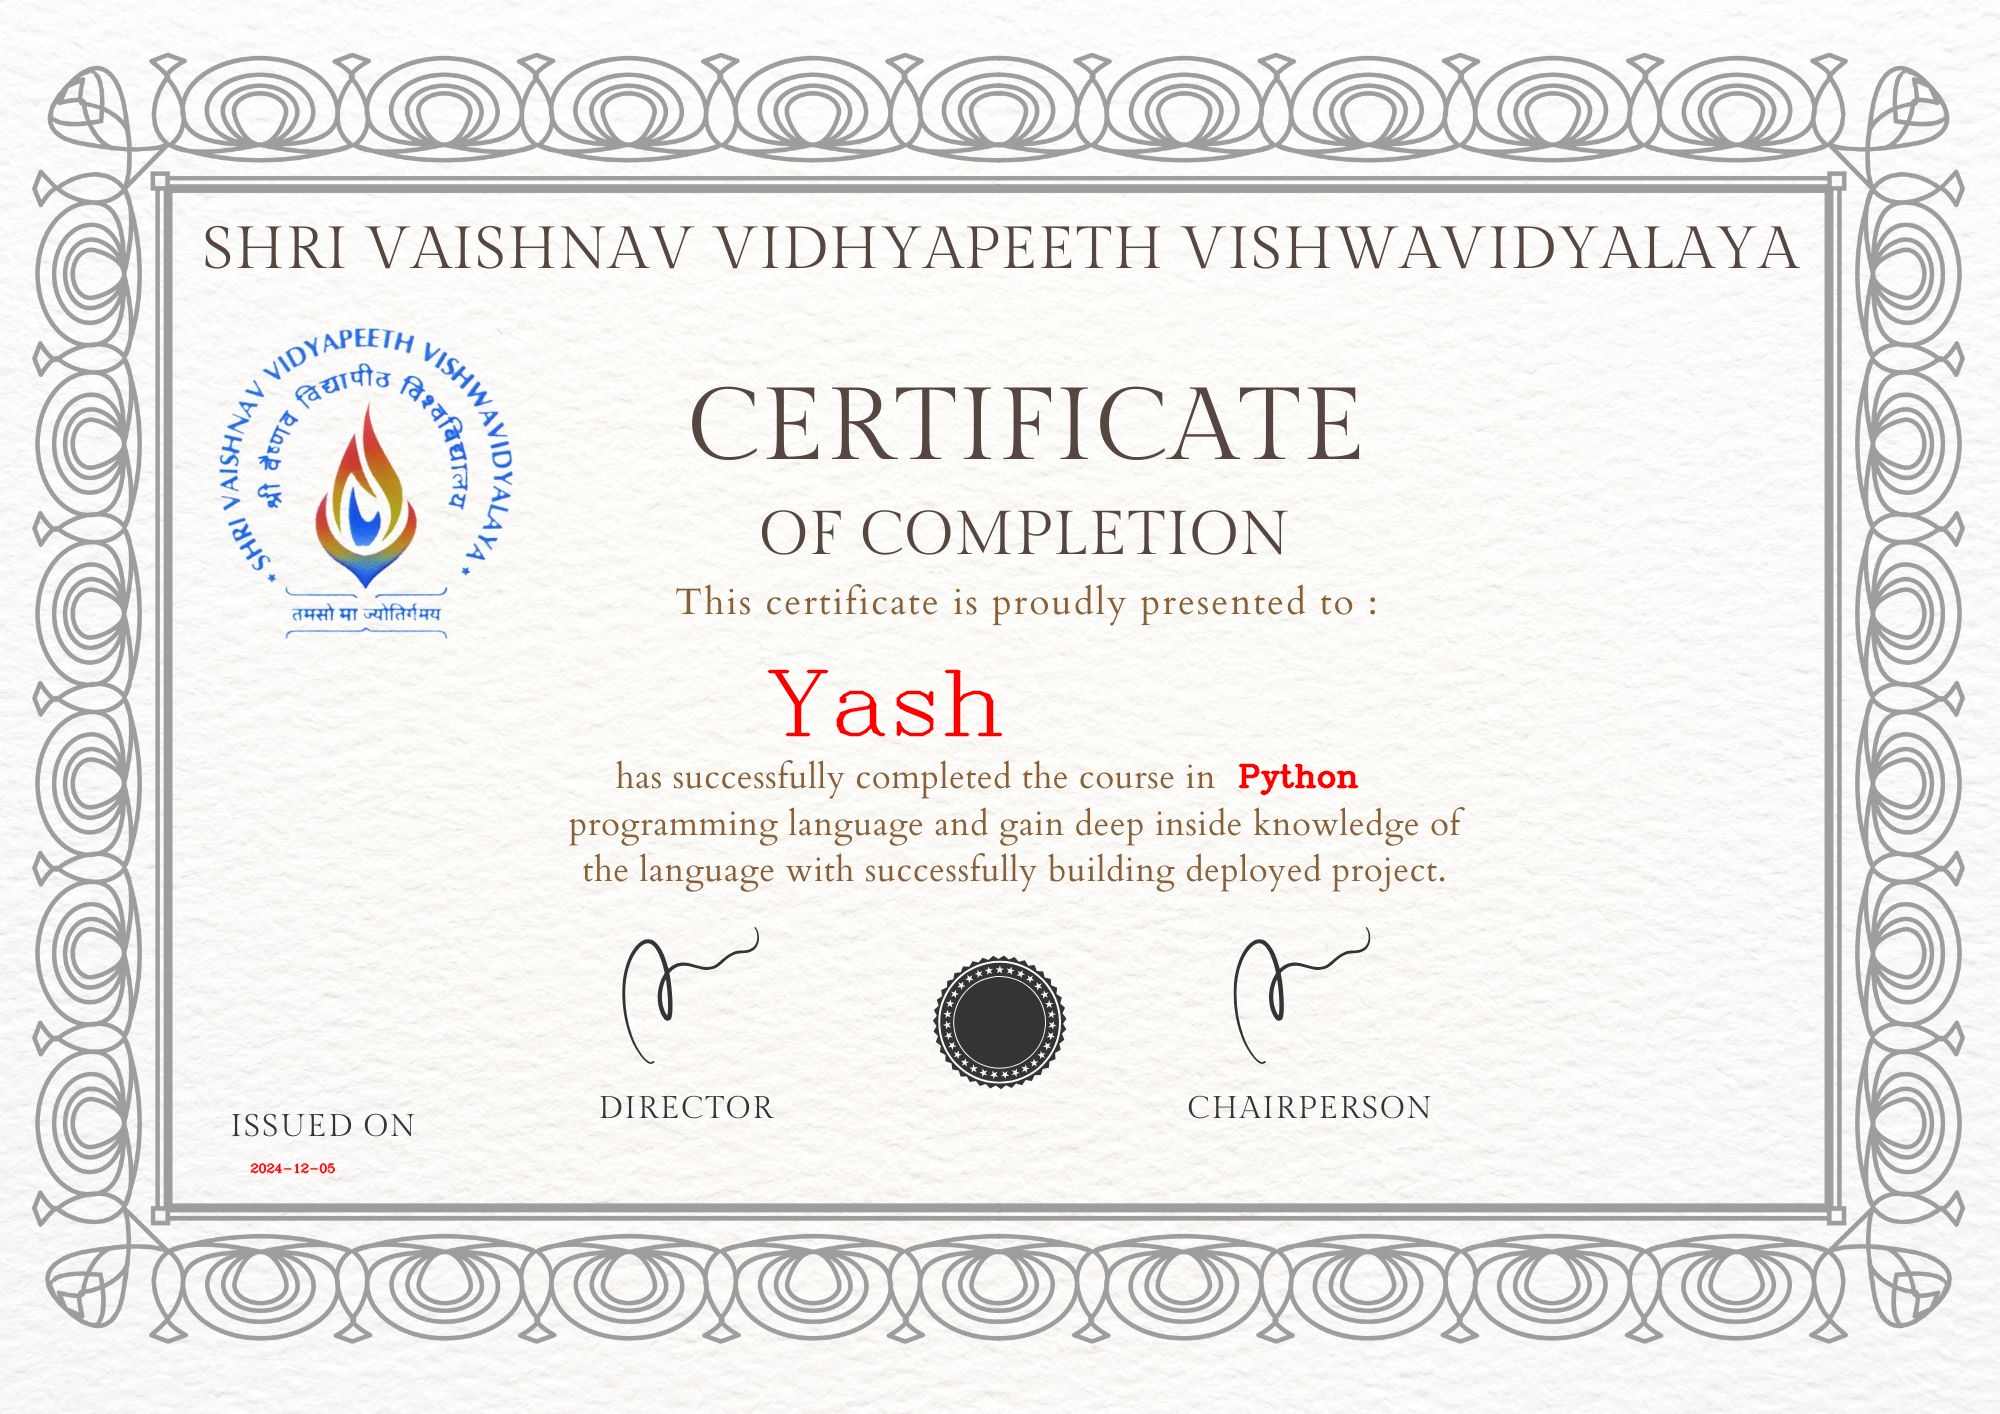 SHRI VAISHNAV VIDHYAPEETH VISHWAVIDYALAYA
SHRI VAISHNAV VIDYAPEETH VISHWAVIDYALAYA
श्री वैष्णव विद्यापीठ विश्वविद्यालय
तमसो मा ज्योतिर्गमय
CERTIFICATE
OF COMPLETION
This certificate is proudly presented to :
Yash
has successfully completed the course in Python
programming language and gain deep inside knowledge of
the language with successfully building deployed project.
DIRECTOR
CHAIRPERSON
ISSUED ON
2024-12-05